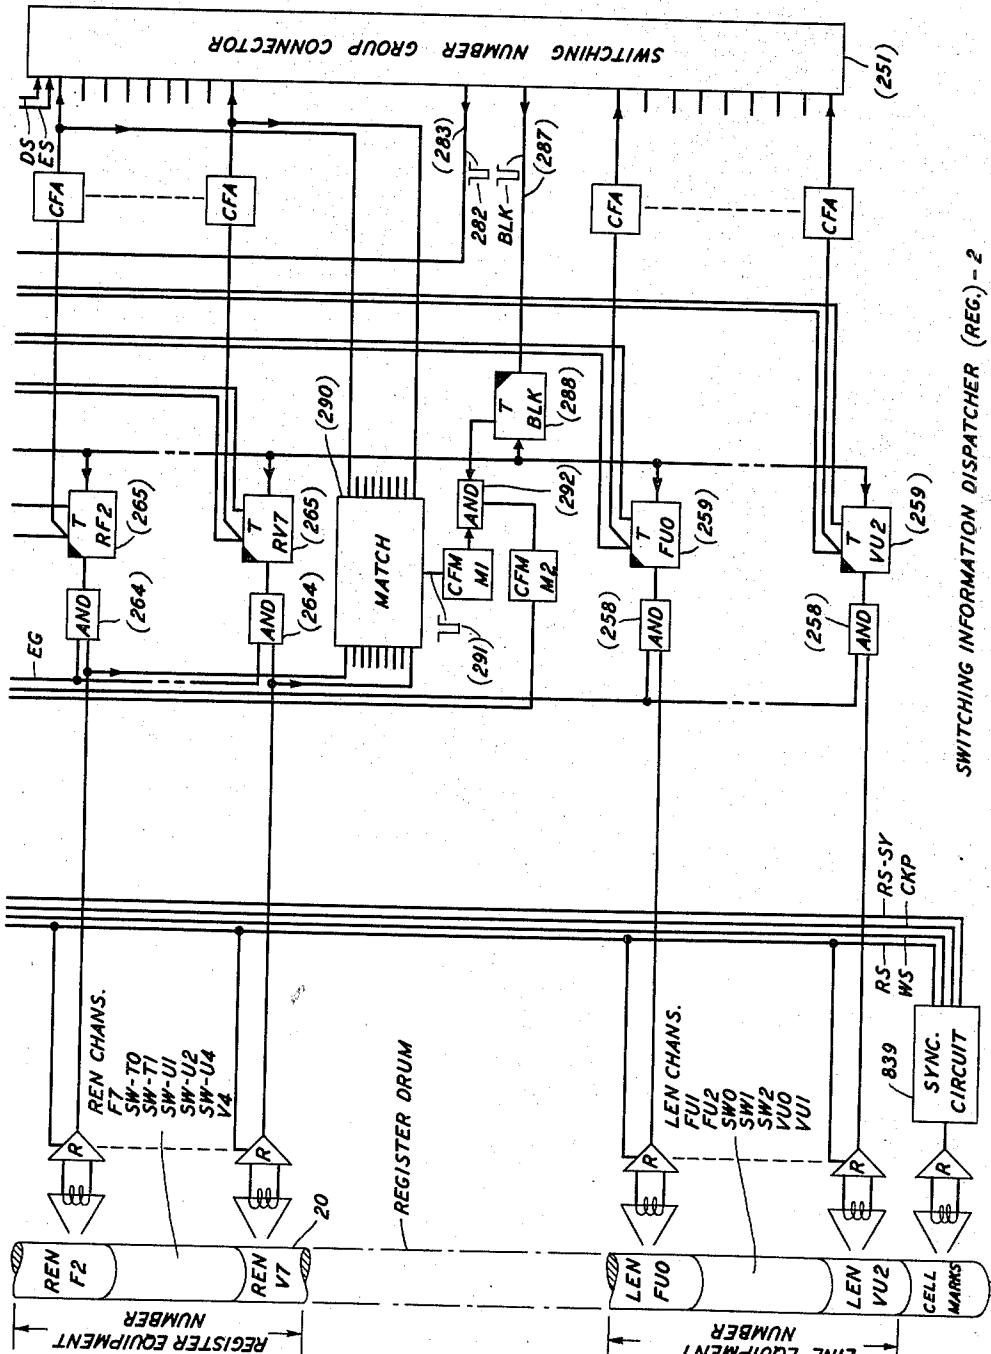 SWITCHING NUMBER GROUP CONNECTOR
(251)
DS
ES
CFA
CFA
(283)
282
BLK
(287)
CFA
CFA
(290)
T
BLK
(288)
T
RF2
(265)
T
RV7
(265)
MATCH
AND
(292)
CFM
M1
CFM
M2
T
FU0
(259)
T
VU2
(259)
AND
(264)
AND
(264)
(291)
(258)
AND
(258)
AND
EG
SWITCHING INFORMATION DISPATCHER (REG.) - 2
RS-SY
CKP
RS
WS
839
SYNC.
CIRCUIT
REN CHANS.
F7
SW-T0
SW-T1
SW-U1
SW-U2
SW-U4
V4
LEN CHANS.
FU1
FU2
SW0
SW1
SW2
VU0
VU1
R
R
R
R
R
20
REGISTER DRUM
REN
F2
REN
V7
LEN
FU0
LEN
VU2
CELL
MARKS
REGISTER EQUIPMENT
NUMBER
LINE EQUIPMENT
NUMBER